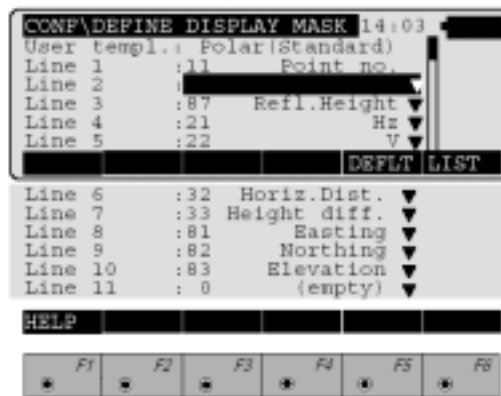 CONF\DEFINE DISPLAY MASK 14:03
User templ.: Polar(Standard)
Line 1 :11 Point no.
Line 2 :
Line 3 :87 Refl.Height ▼
Line 4 :21 Hz ▼
Line 5 :22 V ▼
DEFLT LIST
Line 6 :32 Horiz.Dist. ▼
Line 7 :33 Height diff. ▼
Line 8 :81 Easting ▼
Line 9 :82 Northing ▼
Line 10 :83 Elevation ▼
Line 11 : 0 (empty) ▼
HELP
F1 F2 F3 F4 F5 F6